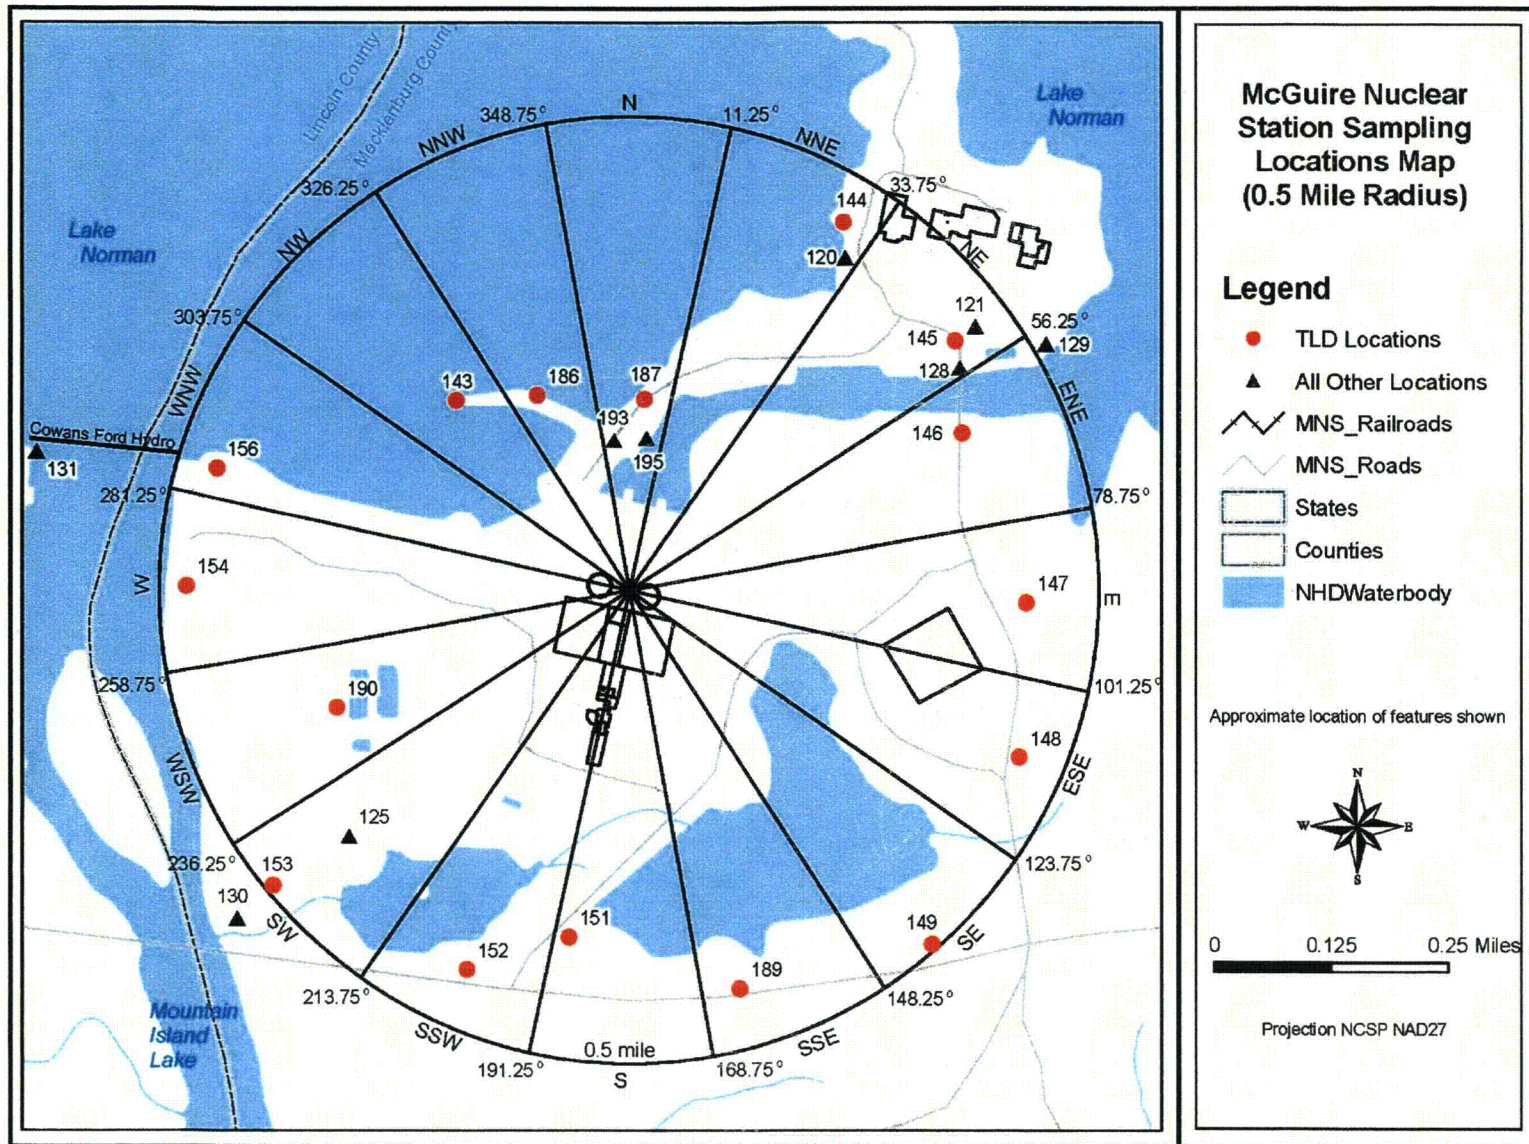 Lincoln County
Mecklenburg County
N
348.75°
11.25°
NNW
NNE
Lake
Norman
326.25°
33.75°
144
Lake
Norman
NW
120
NE
121
303.75°
56.25°
145
129
128
143
186
187
WNW
ENE
193
Cowans Ford Hydro
156
146
131
195
281.25°
78.75°
154
W
147
E
258.75°
190
101.25°
148
WSW
ESE
125
236.25°
153
123.75°
130
SW
151
149
SE
152
189
213.75°
148.25°
Mountain
Island
Lake
SSW
SSE
0.5 mile
191.25°
S
168.75°
McGuire Nuclear
Station Sampling
Locations Map
(0.5 Mile Radius)
Legend
TLD Locations
All Other Locations
MNS_Railroads
MNS_Roads
States
Counties
NHDWaterbody
Approximate location of features shown
N
W E
S
0 0.125 0.25 Miles
Projection NCSP NAD27